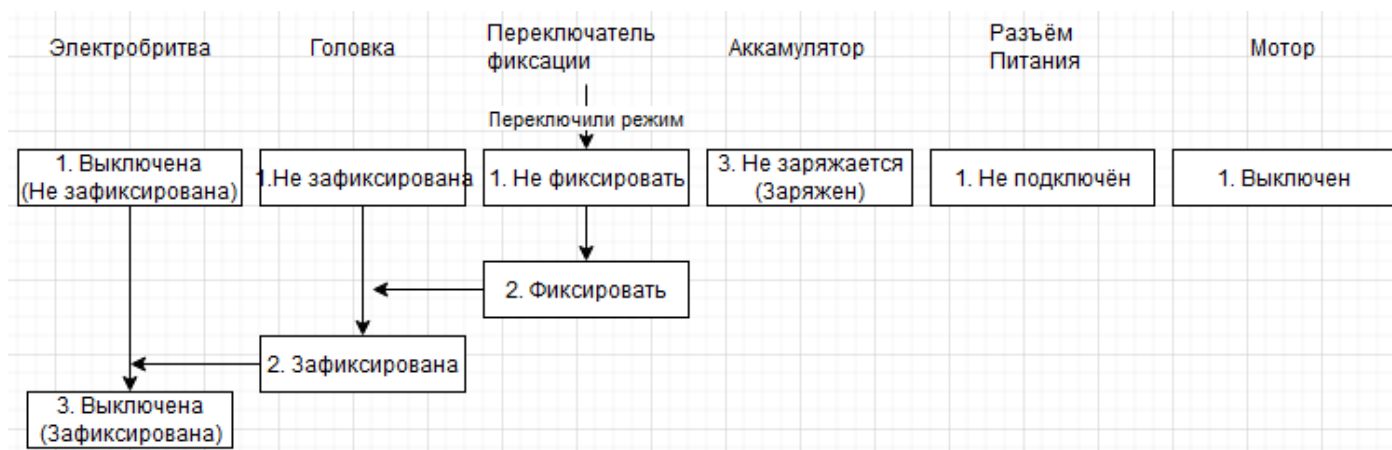 Электробритва
Головка
Переключатель
фиксации
Аккамулятор
Разъём
Питания
Мотор
Переключили режим
1. Выключена
(Не зафиксирована)
1.Не зафиксирована
1. Не фиксировать
3. Не заряжается
(Заряжен)
1. Не подключён
1. Выключен
2. Фиксировать
2. Зафиксирована
3. Выключена
(Зафиксирована)